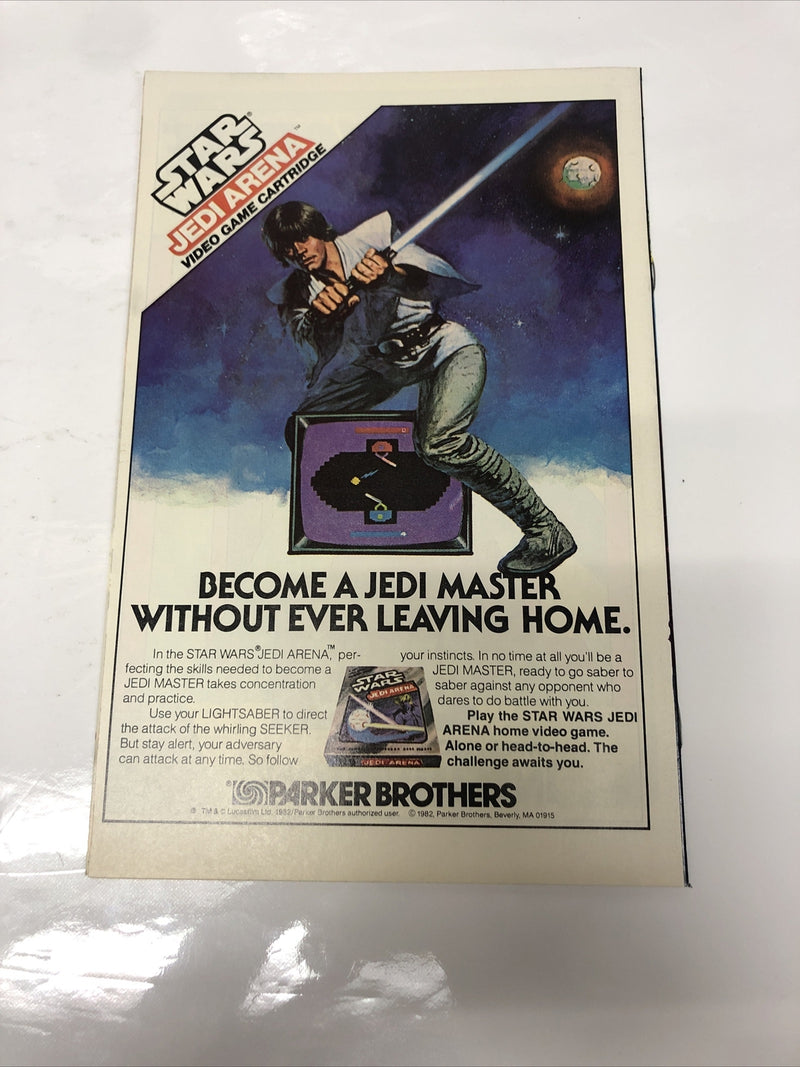 STAR
WARS®
JEDI ARENA™
VIDEO GAME CARTRIDGE
BECOME A JEDI MASTER
WITHOUT EVER LEAVING HOME.
In the STAR WARS® JEDI ARENA,™ per-
fecting the skills needed to become a
JEDI MASTER takes concentration
and practice.
Use your LIGHTSABER to direct
the attack of the whirling SEEKER.
But stay alert, your adversary
can attack at any time. So follow
your instincts. In no time at all you'll be a
JEDI MASTER, ready to go saber to
saber against any opponent who
dares to do battle with you.
Play the STAR WARS JEDI
ARENA home video game.
Alone or head-to-head. The
challenge awaits you.
STAR
WARS
JEDI ARENA
JEDI ARENA
PARKER BROTHERS
® TM & © Lucasfilm Ltd. 1982/Parker Brothers authorized user. © 1982, Parker Brothers, Beverly, MA 01915